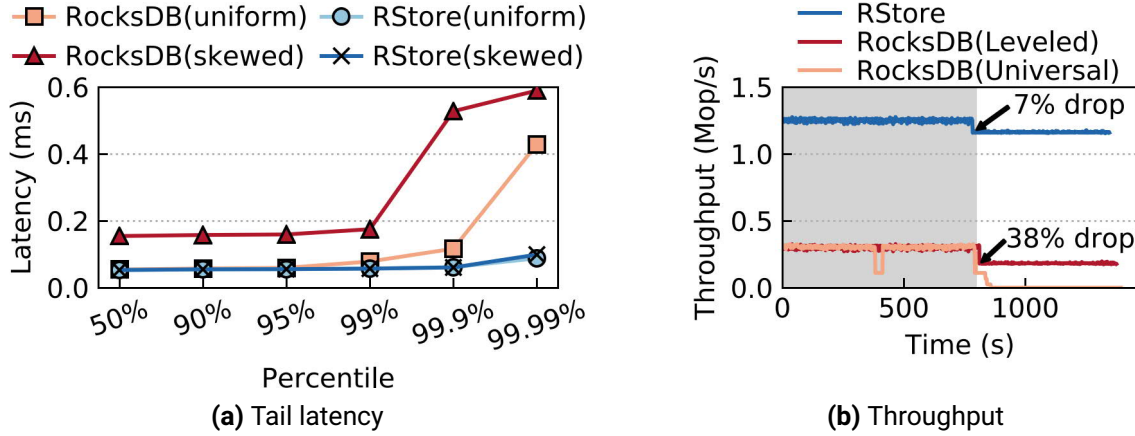 RocksDB(uniform) RStore(uniform)
RocksDB(skewed) RStore(skewed)
Latency (ms)
0.6
0.4
0.2
0.0
50% 90% 95% 99% 99.9% 99.99%
Percentile
(a) Tail latency
RStore
RocksDB(Leveled)
RocksDB(Universal)
Throughput (Mop/s)
1.5
1.0
0.5
0.0
7% drop
38% drop
0 500 1000
Time (s)
(b) Throughput